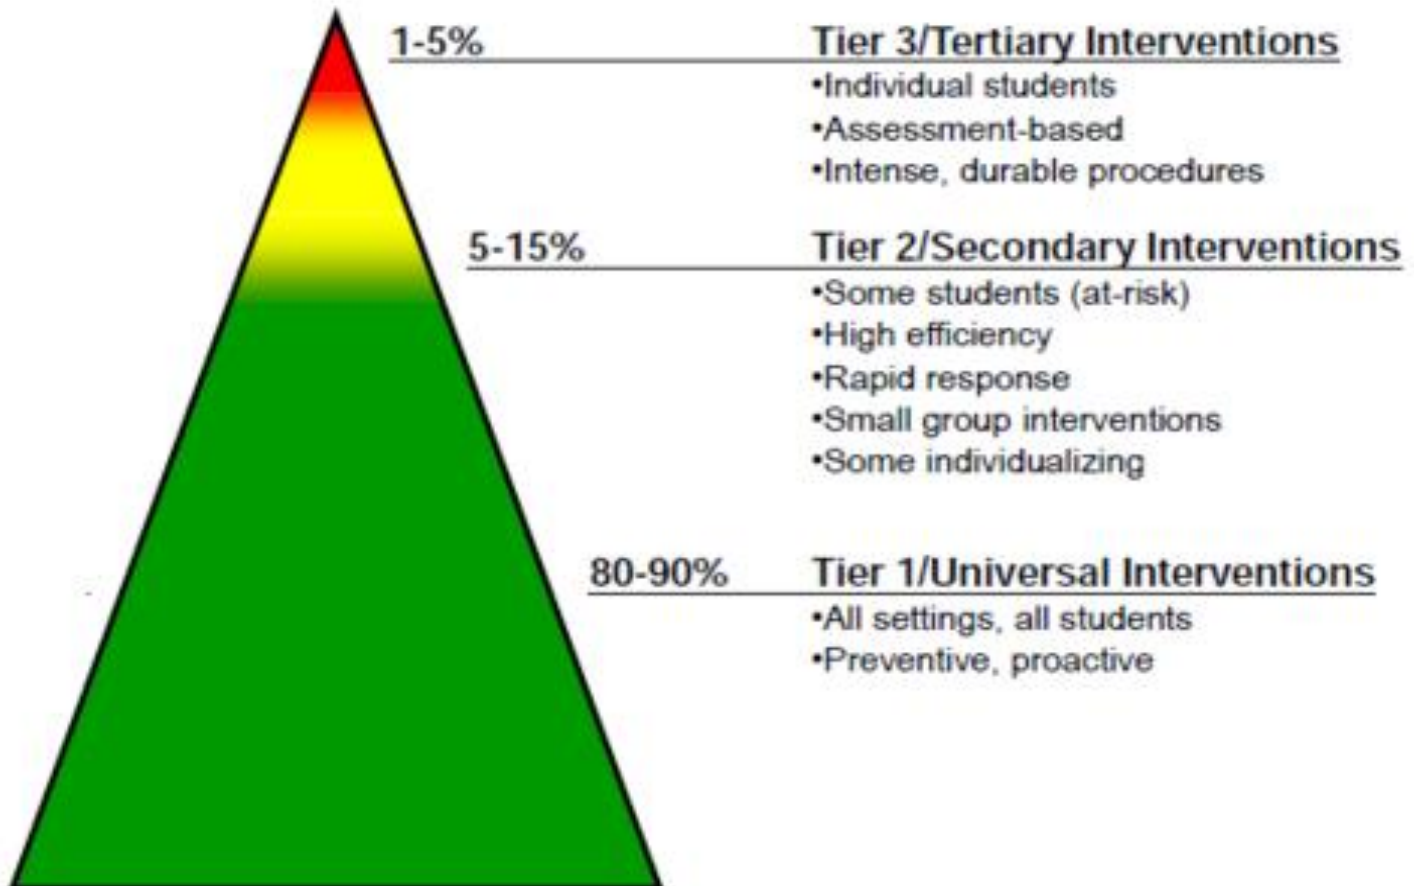 1-5% Tier 3/Tertiary Interventions
•Individual students
•Assessment-based
•Intense, durable procedures
5-15% Tier 2/Secondary Interventions
•Some students (at-risk)
•High efficiency
•Rapid response
•Small group interventions
•Some individualizing
80-90% Tier 1/Universal Interventions
•All settings, all students
•Preventive, proactive